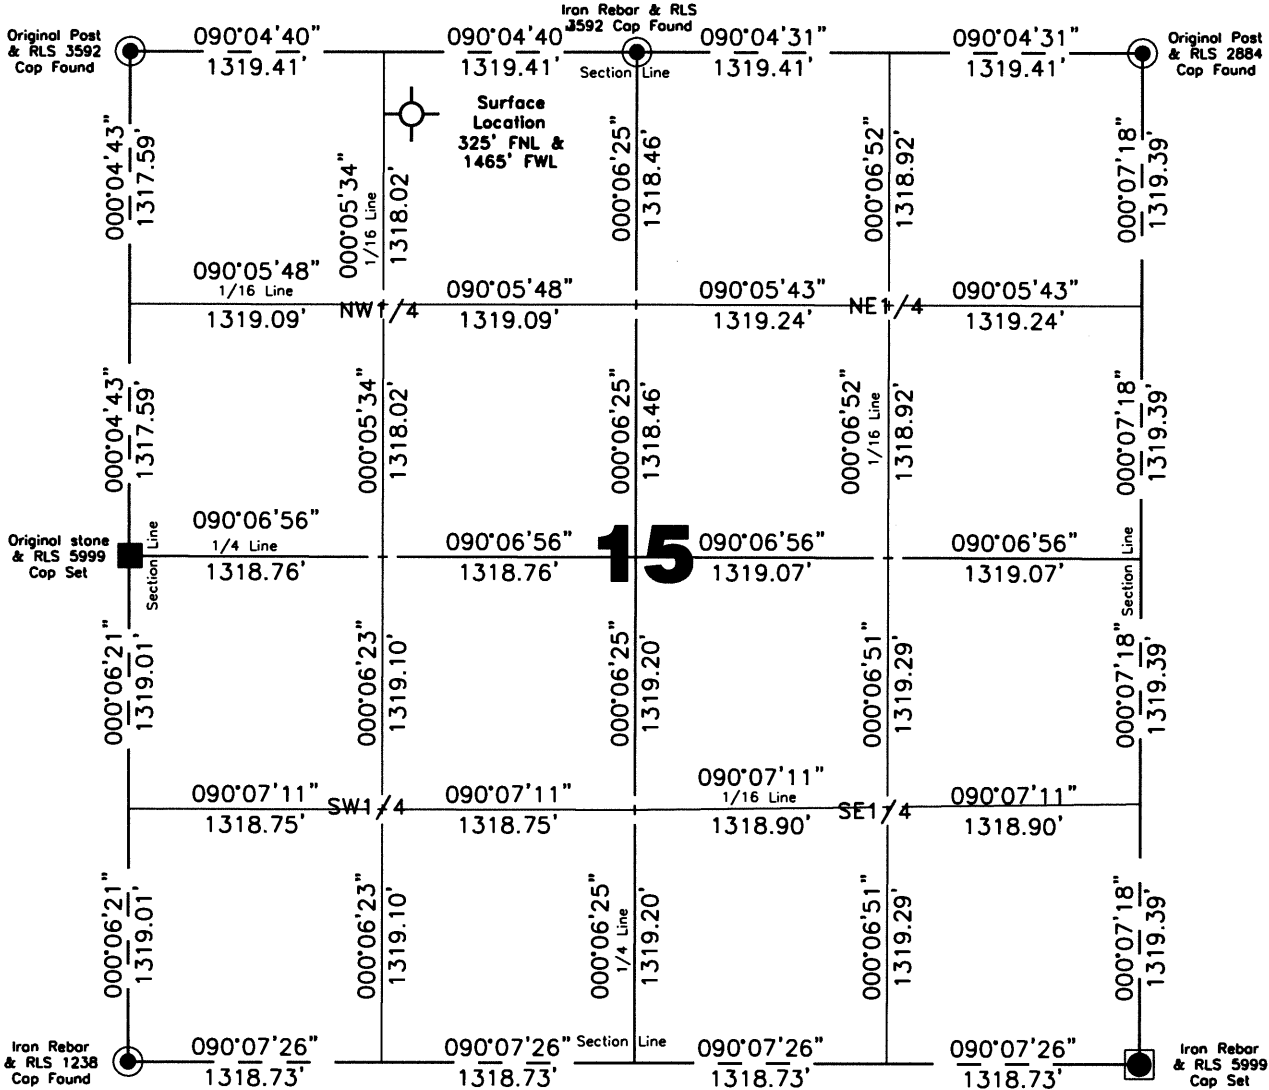 Iron Rebar & RLS
3592 Cap Found
Original Post
& RLS 3592
Cap Found
090°04'40"
1319.41'
090°04'40"
1319.41'
Section Line
090°04'31"
1319.41'
090°04'31"
1319.41'
Original Post
& RLS 2884
Cap Found
Surface
Location
325' FNL &
1465' FWL
000°04'43"
1317.59'
000°05'34"
1/16 Line
1318.02'
000°06'25"
1318.46'
000°06'52"
1318.92'
000°07'18"
1319.39'
090°05'48"
1/16 Line
1319.09'
NW1/4
090°05'48"
1319.09'
090°05'43"
1319.24'
NE1/4
090°05'43"
1319.24'
000°04'43"
1317.59'
000°05'34"
1318.02'
000°06'25"
1318.46'
000°06'52"
1/16 Line
1318.92'
000°07'18"
1319.39'
Original stone
& RLS 5999
Cap Set
Section Line
090°06'56"
1/4 Line
1318.76'
090°06'56"
1318.76'
15
090°06'56"
1319.07'
090°06'56"
1319.07'
Section Line
000°06'21"
1319.01'
000°06'23"
1319.10'
000°06'25"
1319.20'
000°06'51"
1319.29'
000°07'18"
1319.39'
090°07'11"
1318.75'
SW1/4
090°07'11"
1318.75'
090°07'11"
1/16 Line
1318.90'
SE1/4
090°07'11"
1318.90'
000°06'21"
1319.01'
000°06'23"
1319.10'
000°06'25"
1/4 Line
1319.20'
000°06'51"
1319.29'
000°07'18"
1319.39'
Iron Rebar
& RLS 1238
Cap Found
090°07'26"
1318.73'
090°07'26"
1318.73'
Section Line
090°07'26"
1318.73'
090°07'26"
1318.73'
Iron Rebar
& RLS 5999
Cap Set